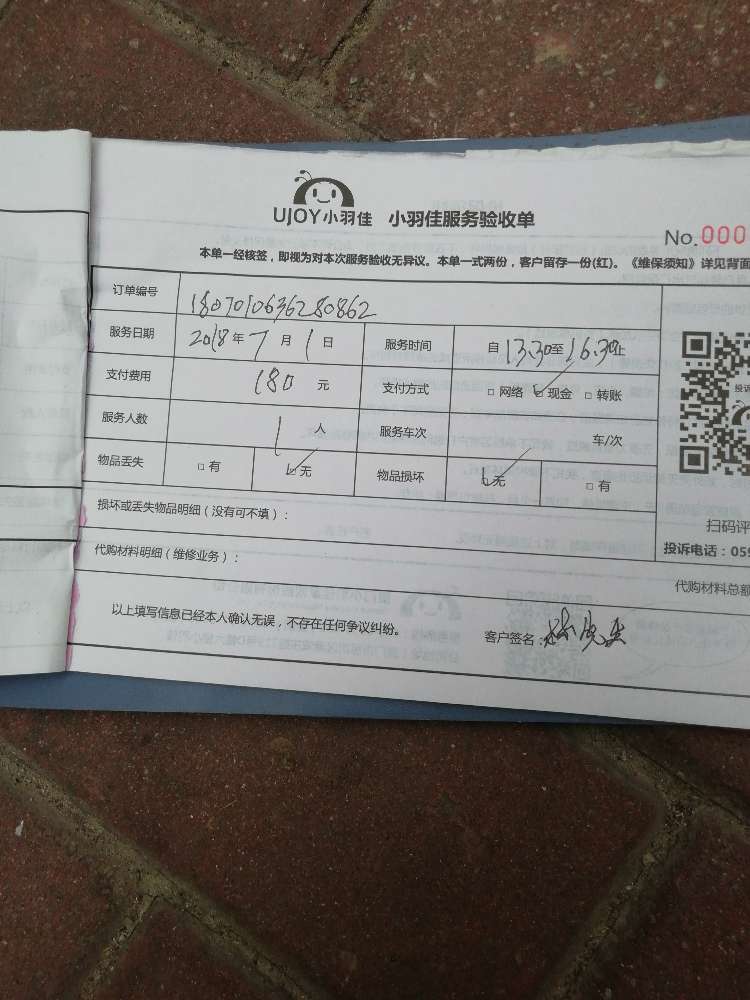 UJOY小羽佳 小羽佳服务验收单
No.000
本单一经核签，即视为对本次服务验收无异议。本单一式两份，客户留存一份(红)。《维保须知》详见背面
订单编号 180701063628​0862
服务日期 2018年7月1日 服务时间 自13.30至16.30止
支付费用 180元 支付方式 □网络 ☑现金 □转账
服务人数 1人 服务车次 车/次
物品丢失 □有 ☑无 物品损坏 ☑无 □有
损坏或丢失物品明细（没有可不填）：
扫码评
投诉电话：059
代购材料明细（维修业务）：
代购材料总额
以上填写信息已经本人确认无误，不存在任何争议纠纷。
客户签名：